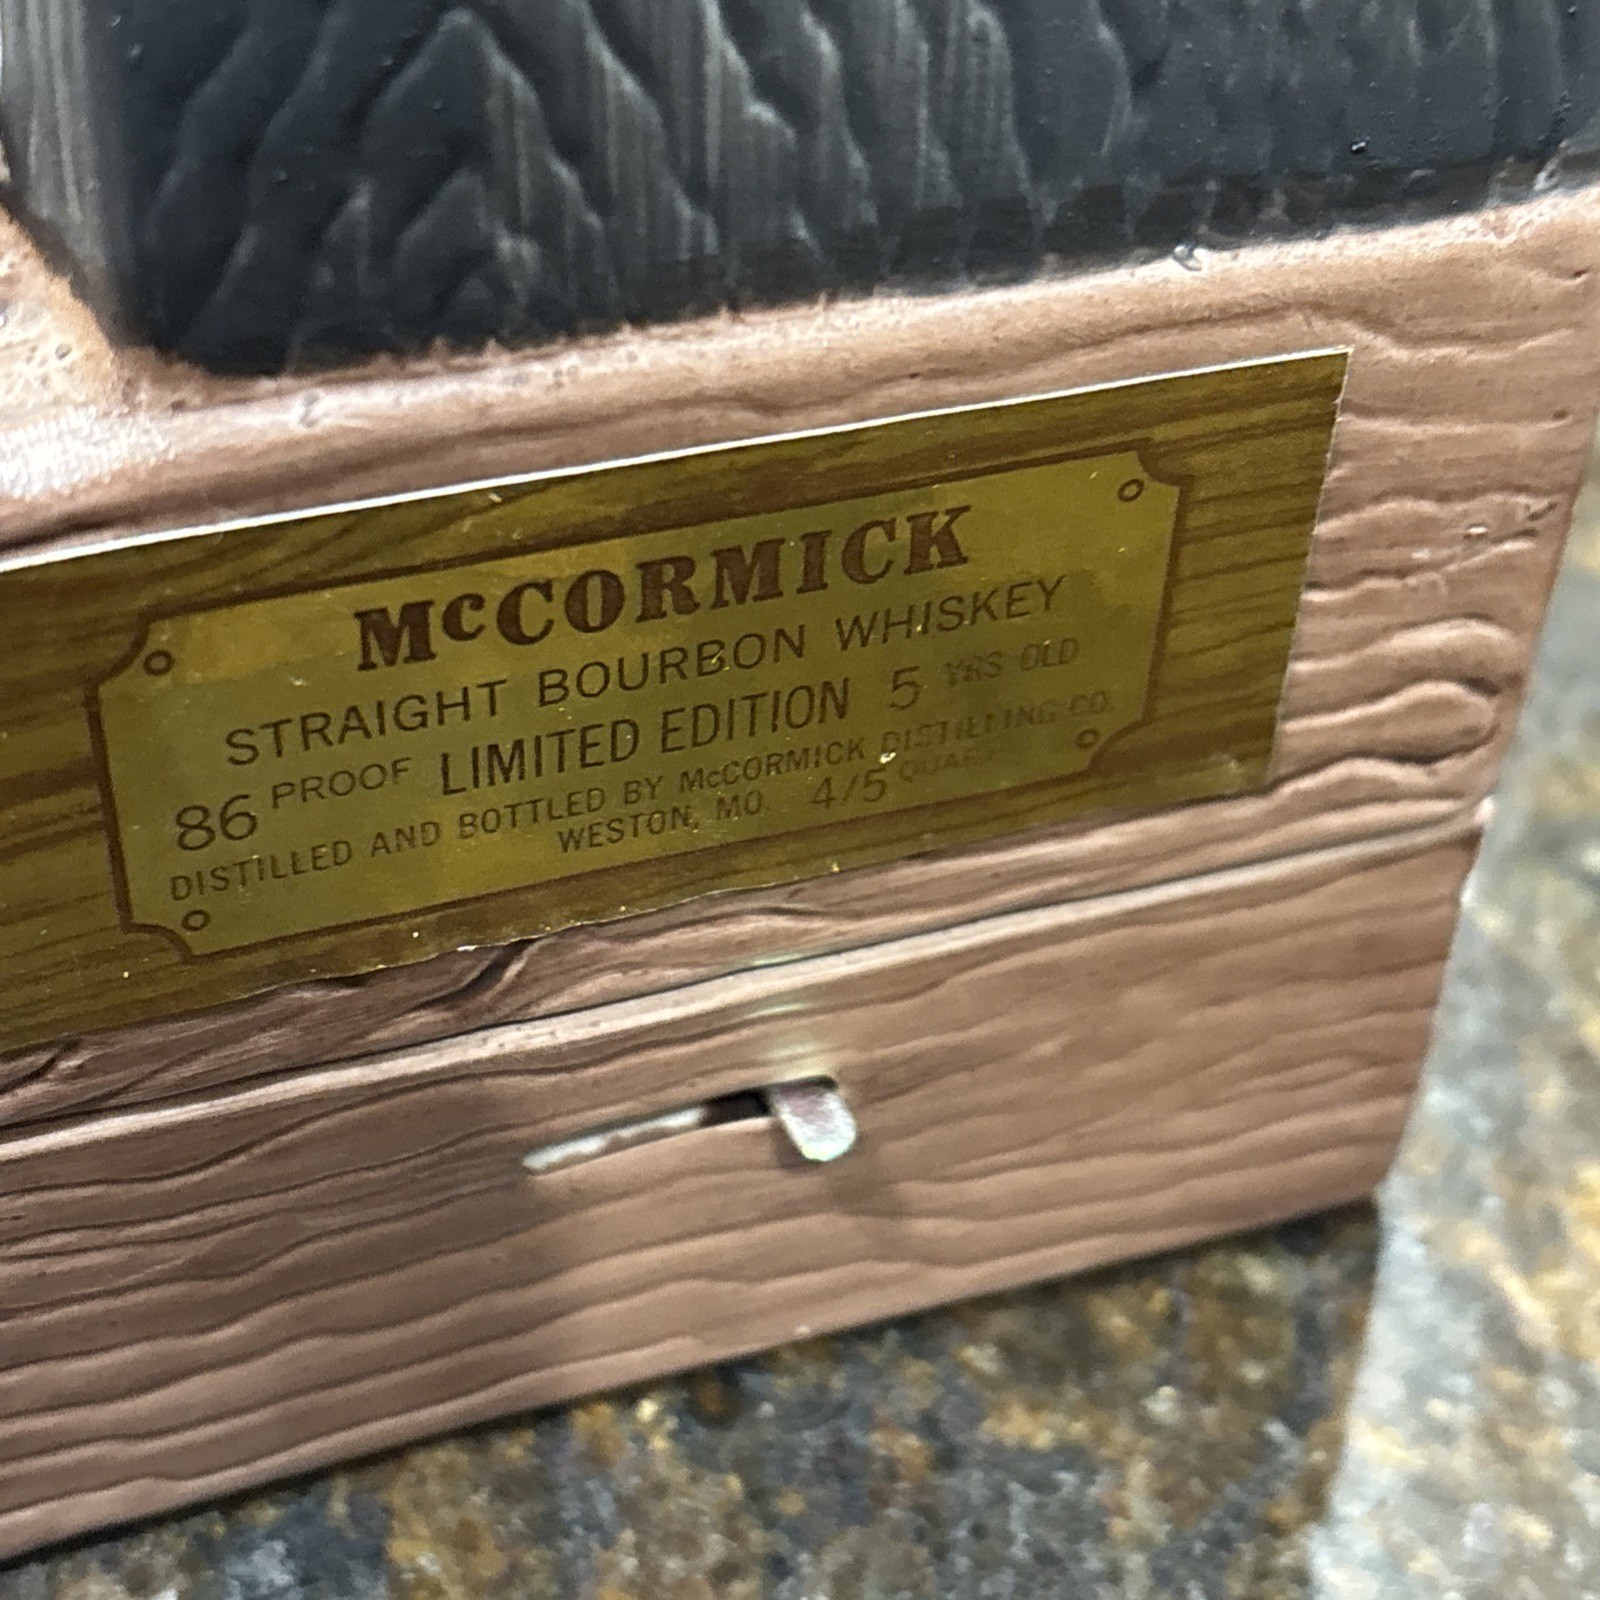 McCORMICK
STRAIGHT BOURBON WHISKEY
86 PROOF LIMITED EDITION 5 YRS OLD
DISTILLED AND BOTTLED BY McCORMICK DISTILLING CO.
WESTON, MO. 4/5 QUART